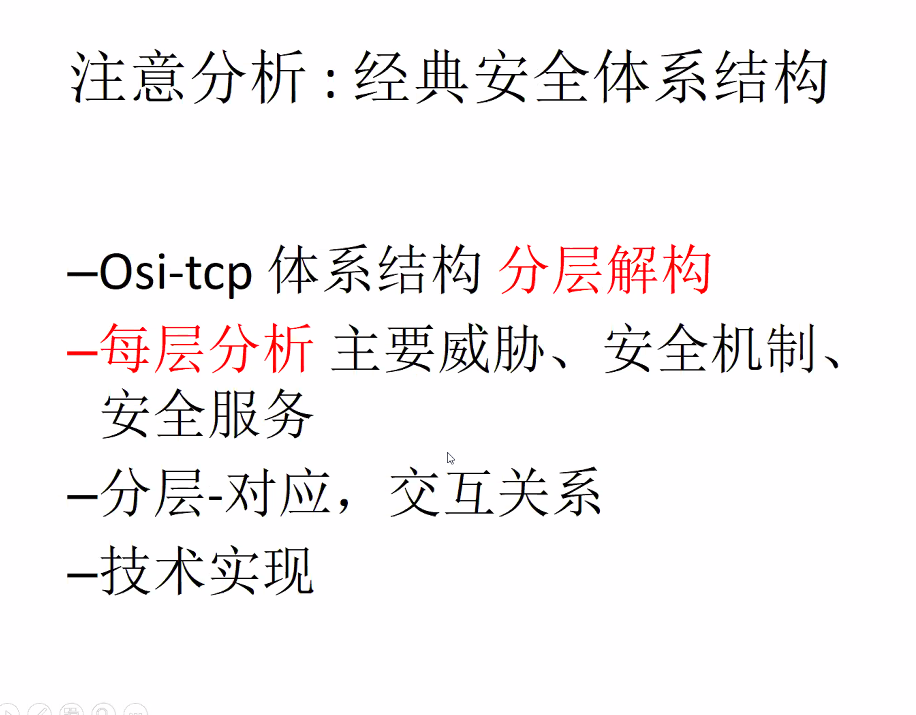 注意分析：经典安全体系结构
–Osi-tcp 体系结构 分层解构
–每层分析 主要威胁、安全机制、
安全服务
–分层-对应，交互关系
–技术实现